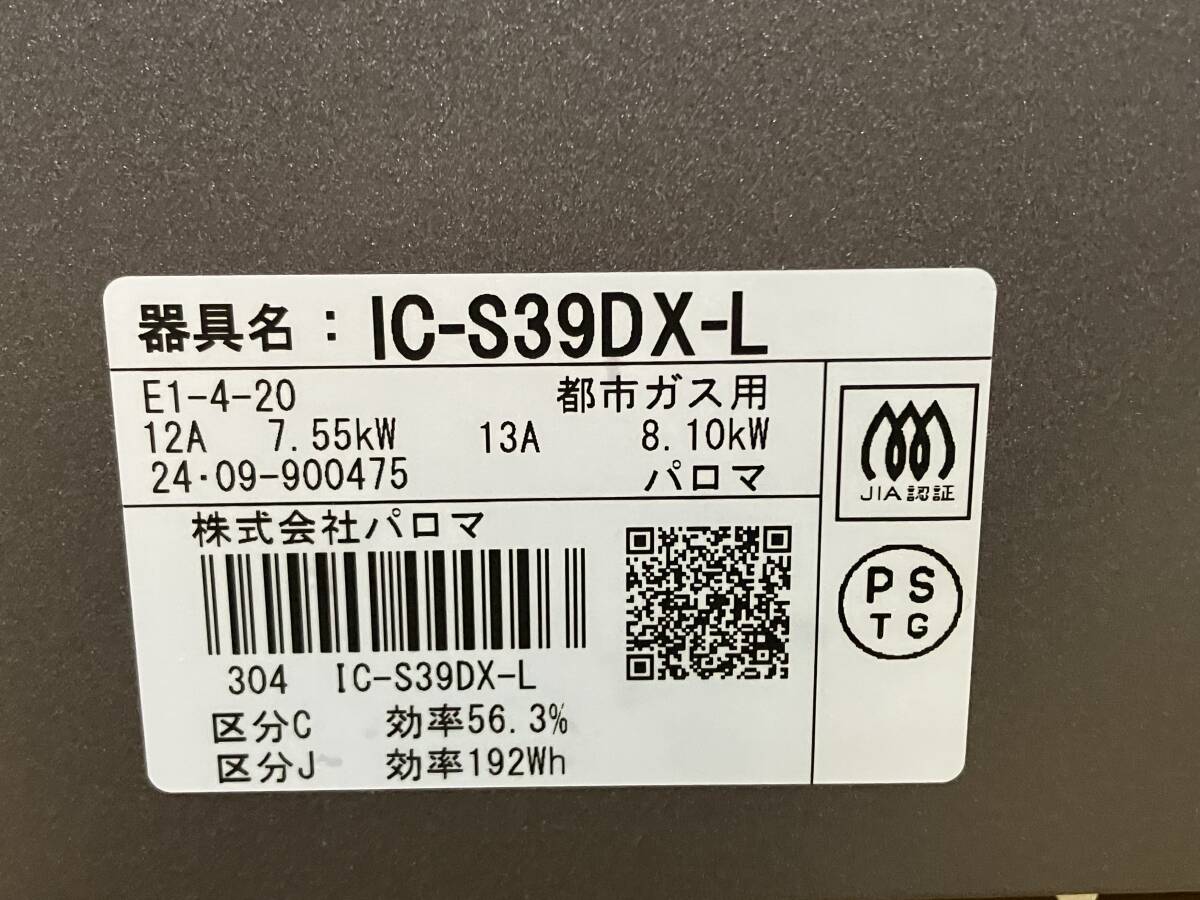 器具名 : IC-S39DX-L
E1-4-20 都市ガス用
12A 7.55kW 13A 8.10kW
24・09-900475 パロマ
株式会社パロマ
304 IC-S39DX-L
区分C 効率56.3%
区分J 効率192Wh
JIA認証
PS
TG